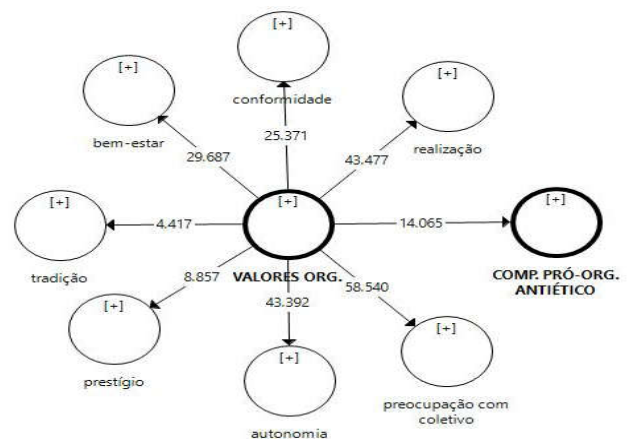 [+]
conformidade
[+]
bem-estar
[+]
realização
25.371
29.687
43.477
[+]
tradição
4.417
[+]
VALORES ORG.
14.065
[+]
COMP. PRÓ-ORG.
ANTIÉTICO
8.857
43.392
58.540
[+]
prestígio
[+]
autonomia
[+]
preocupação com
coletivo